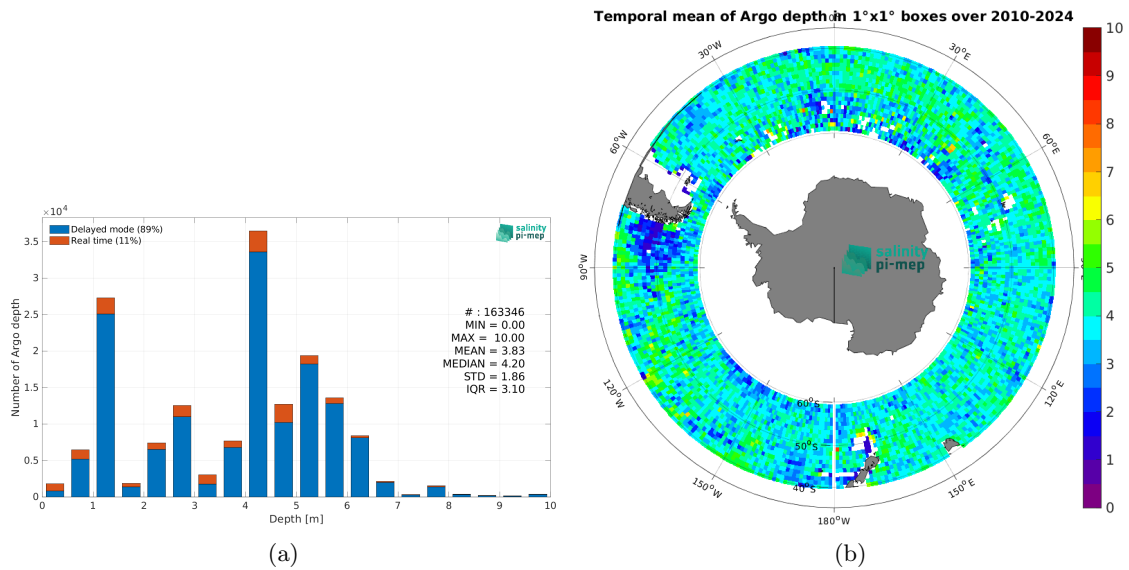 Temporal mean of Argo depth in 1°x1° boxes over 2010-2024
×10⁴
Delayed mode (89%)
Real time (11%)
salinity
pi-mep
# : 163346
MIN = 0.00
MAX = 10.00
MEAN = 3.83
MEDIAN = 4.20
STD = 1.86
IQR = 3.10
Number of Argo depth
3.5
3
2.5
2
1.5
1
0.5
0
0 1 2 3 4 5 6 7 8 9 10
Depth [m]
(a)
30°W
30°E
60°W
60°E
90°W
120°W
120°E
150°W
150°E
180°W
60°S
50°S
40°S
salinity
pi-mep
10
9
8
7
6
5
4
3
2
1
0
(b)